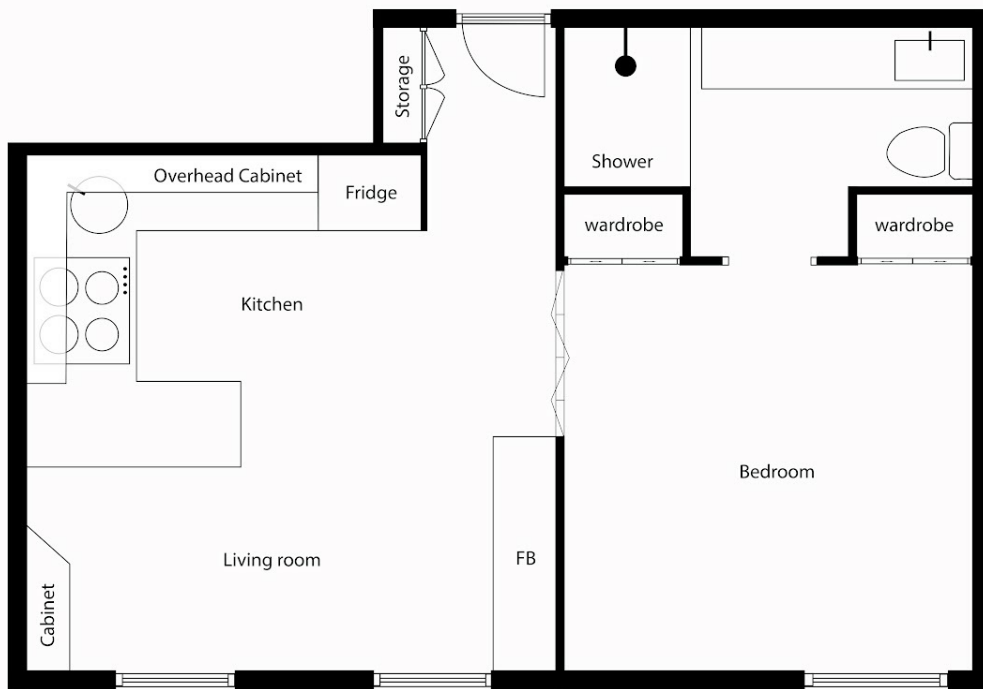 Storage
Overhead Cabinet
Fridge
Shower
wardrobe
wardrobe
Kitchen
Bedroom
Living room
FB
Cabinet